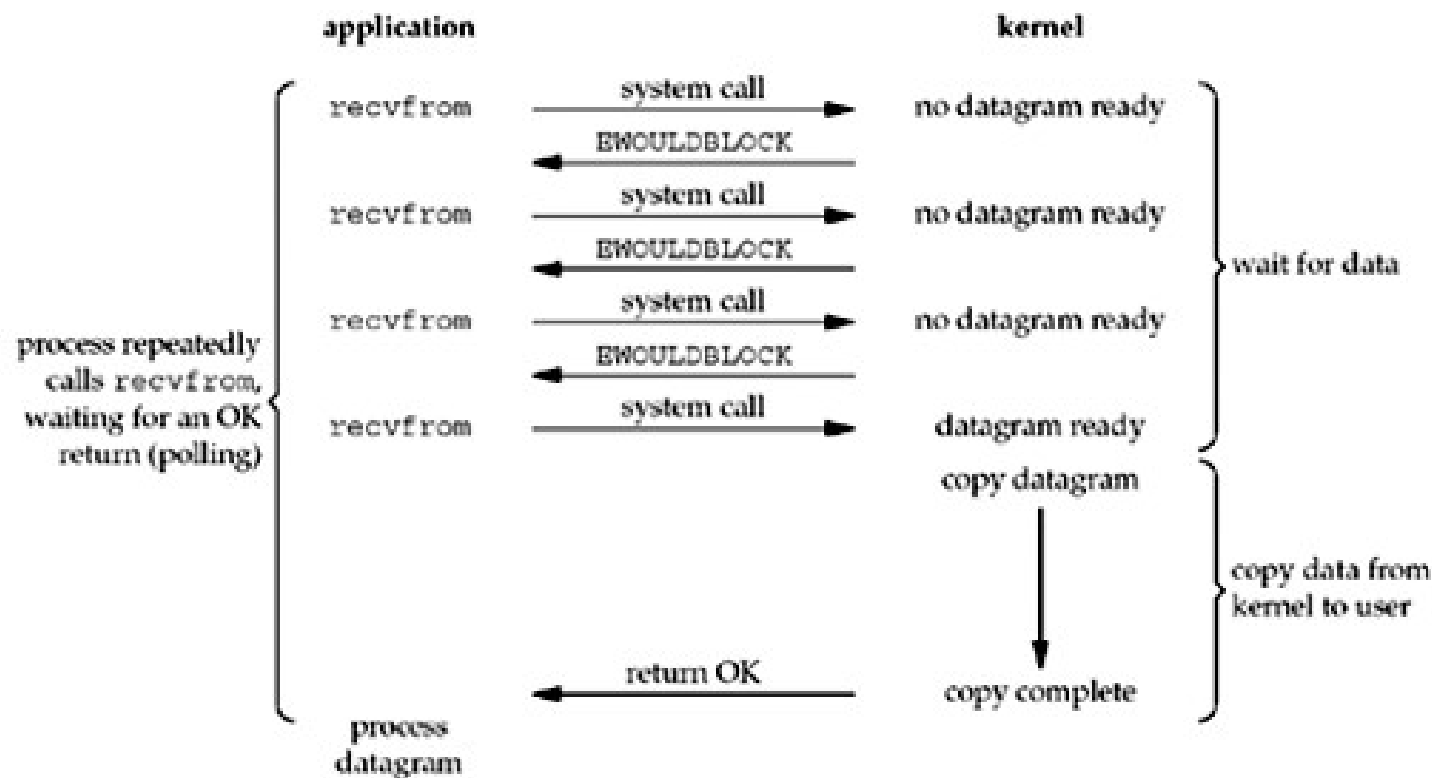 application
kernel
recvfrom
system call
no datagram ready
EWOULDBLOCK
recvfrom
system call
no datagram ready
EWOULDBLOCK
recvfrom
system call
no datagram ready
EWOULDBLOCK
recvfrom
system call
datagram ready
wait for data
process repeatedly
calls recvfrom,
waiting for an OK
return (polling)
copy datagram
copy data from
kernel to user
return OK
copy complete
process
datagram